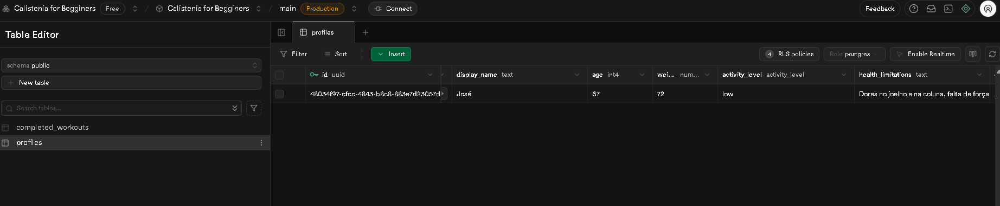 Calistenia for Begginers Free / Calistenia for Begginers / main Production Connect Feedback
Table Editor
profiles
Filter Sort Insert 4 RLS policies Role postgres Enable Realtime
schema public
New table
id uuid display_name text age int4 wei... num... activity_level activity_level health_limitations text
48034f97-cfcc-4843-b8c8-883e7d23057d José 67 72 low Dores no joelho e na coluna, falta de força
Search tables...
completed_workouts
profiles